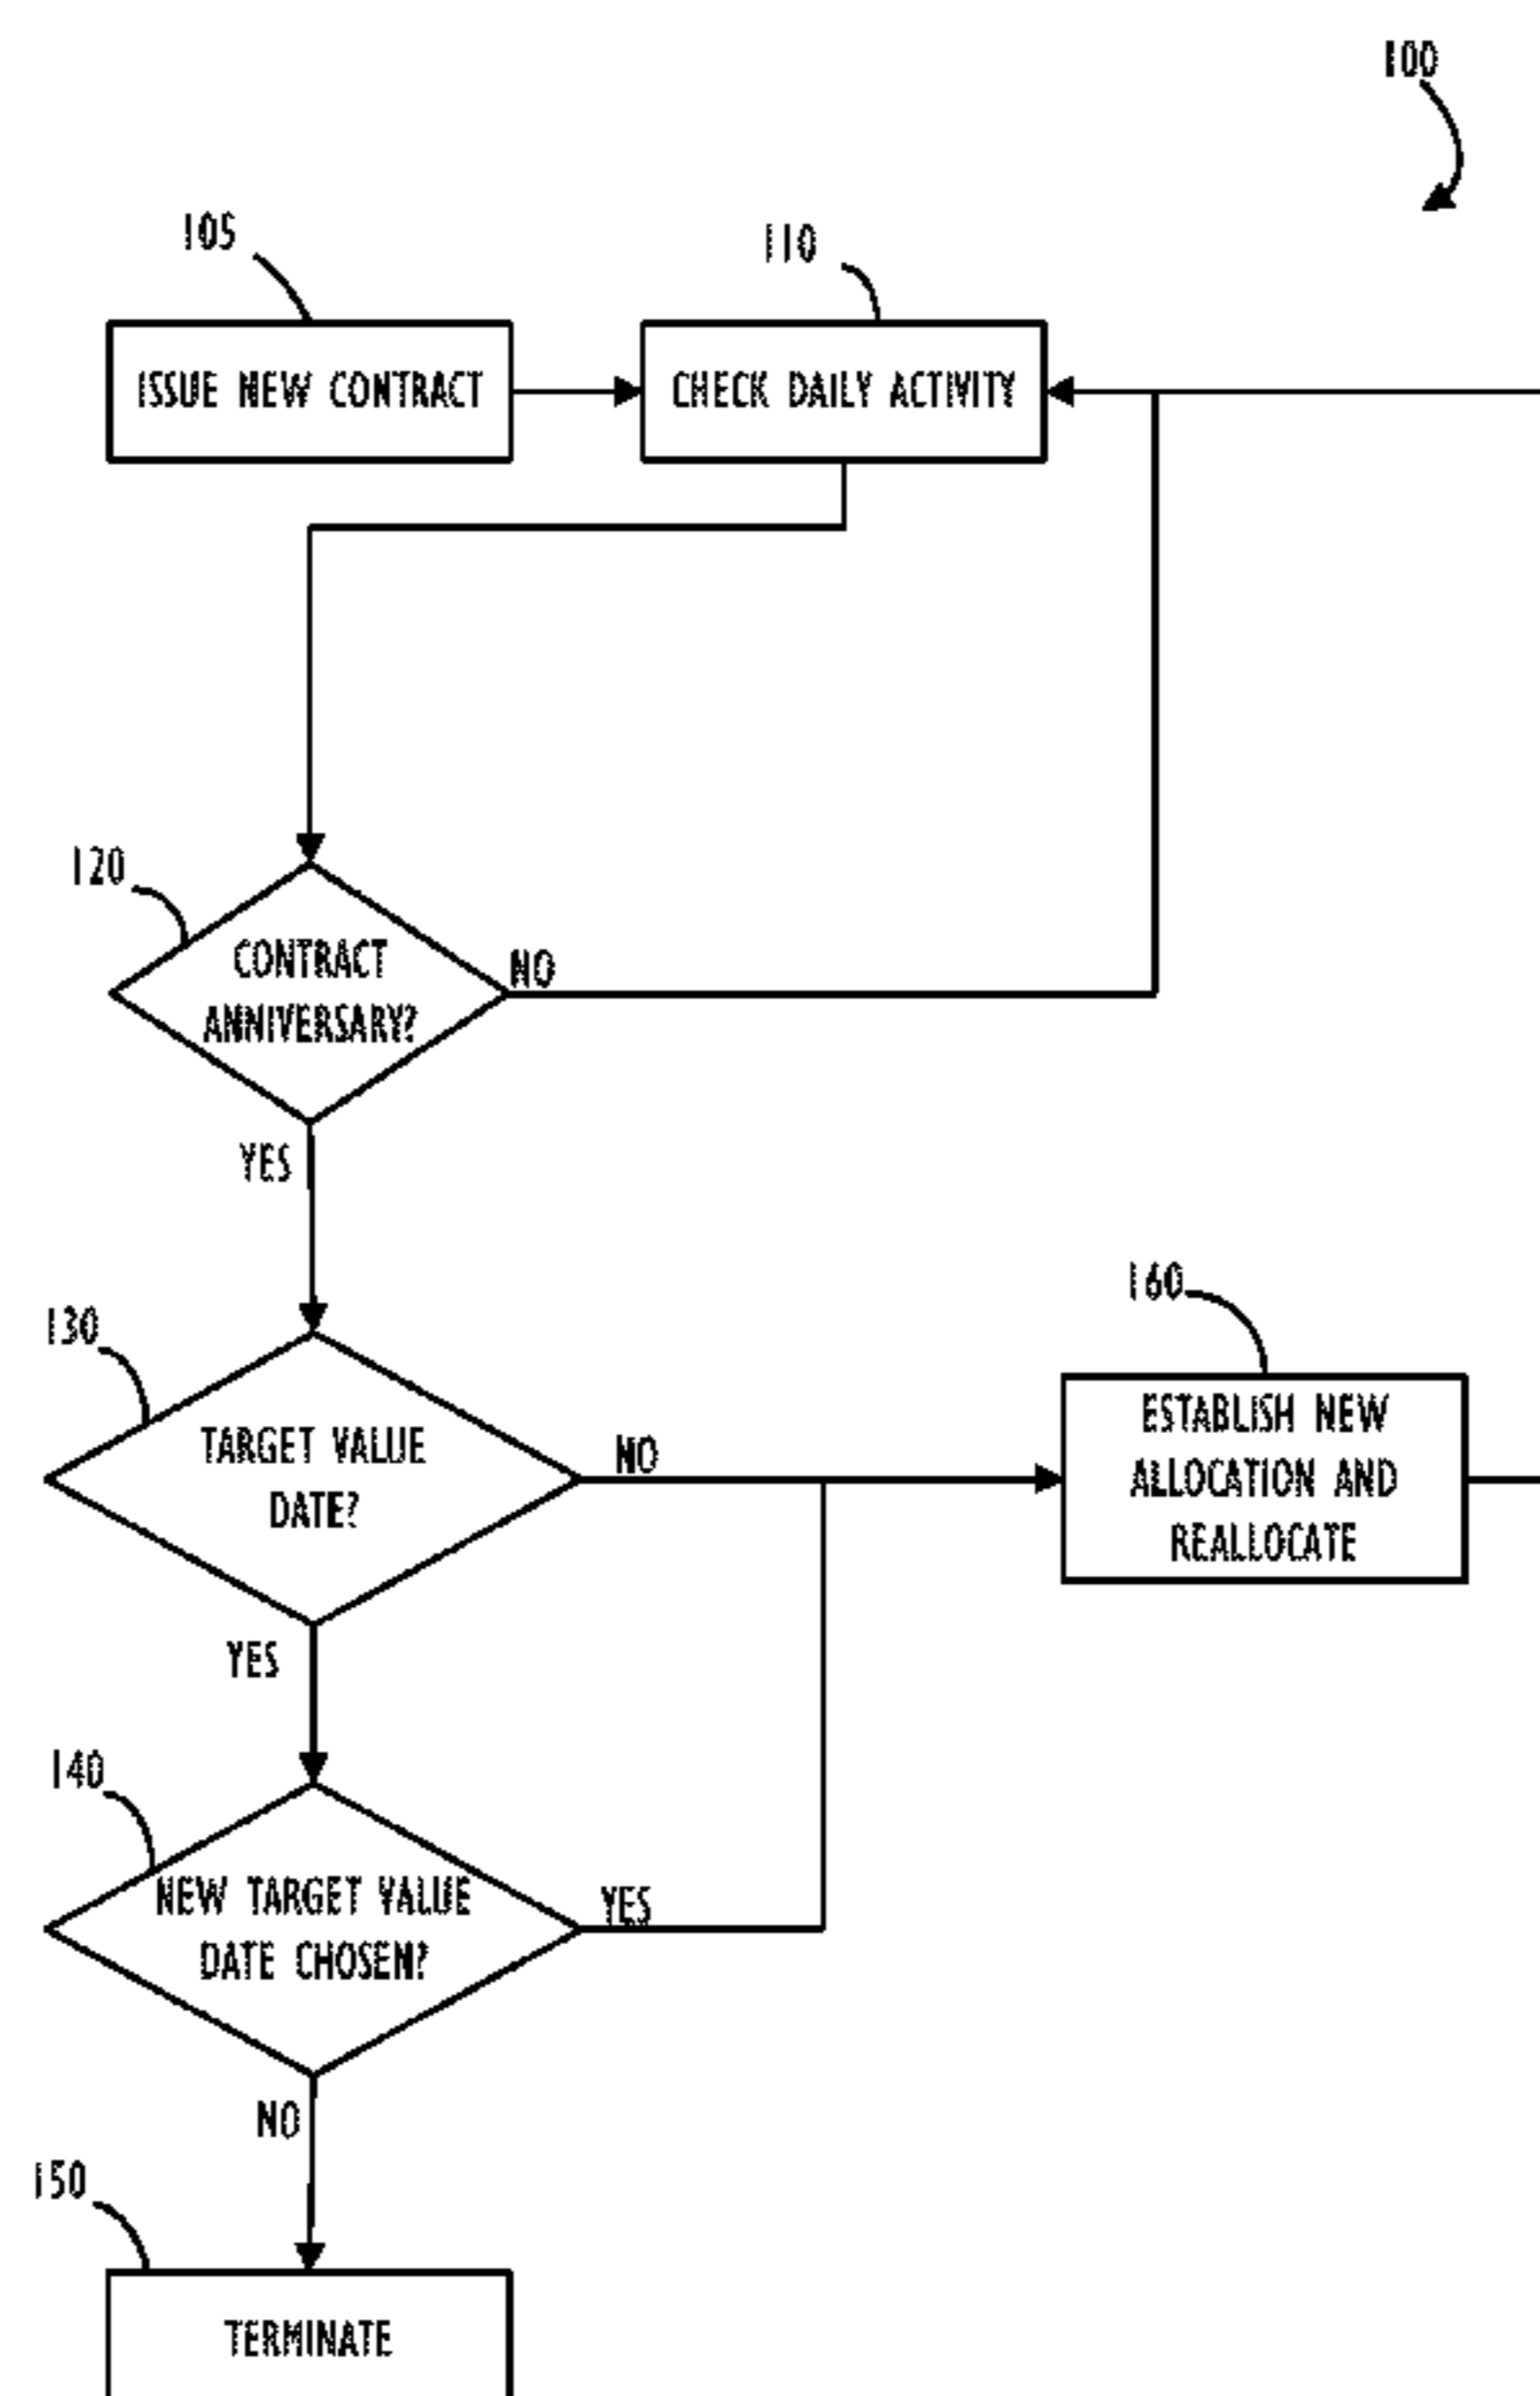 100
105
110
ISSUE NEW CONTRACT
CHECK DAILY ACTIVITY
120
CONTRACT
ANNIVERSARY?
NO
YES
130
160
TARGET VALUE
DATE?
NO
ESTABLISH NEW
ALLOCATION AND
REALLOCATE
YES
140
NEW TARGET VALUE
DATE CHOSEN?
YES
NO
150
TERMINATE